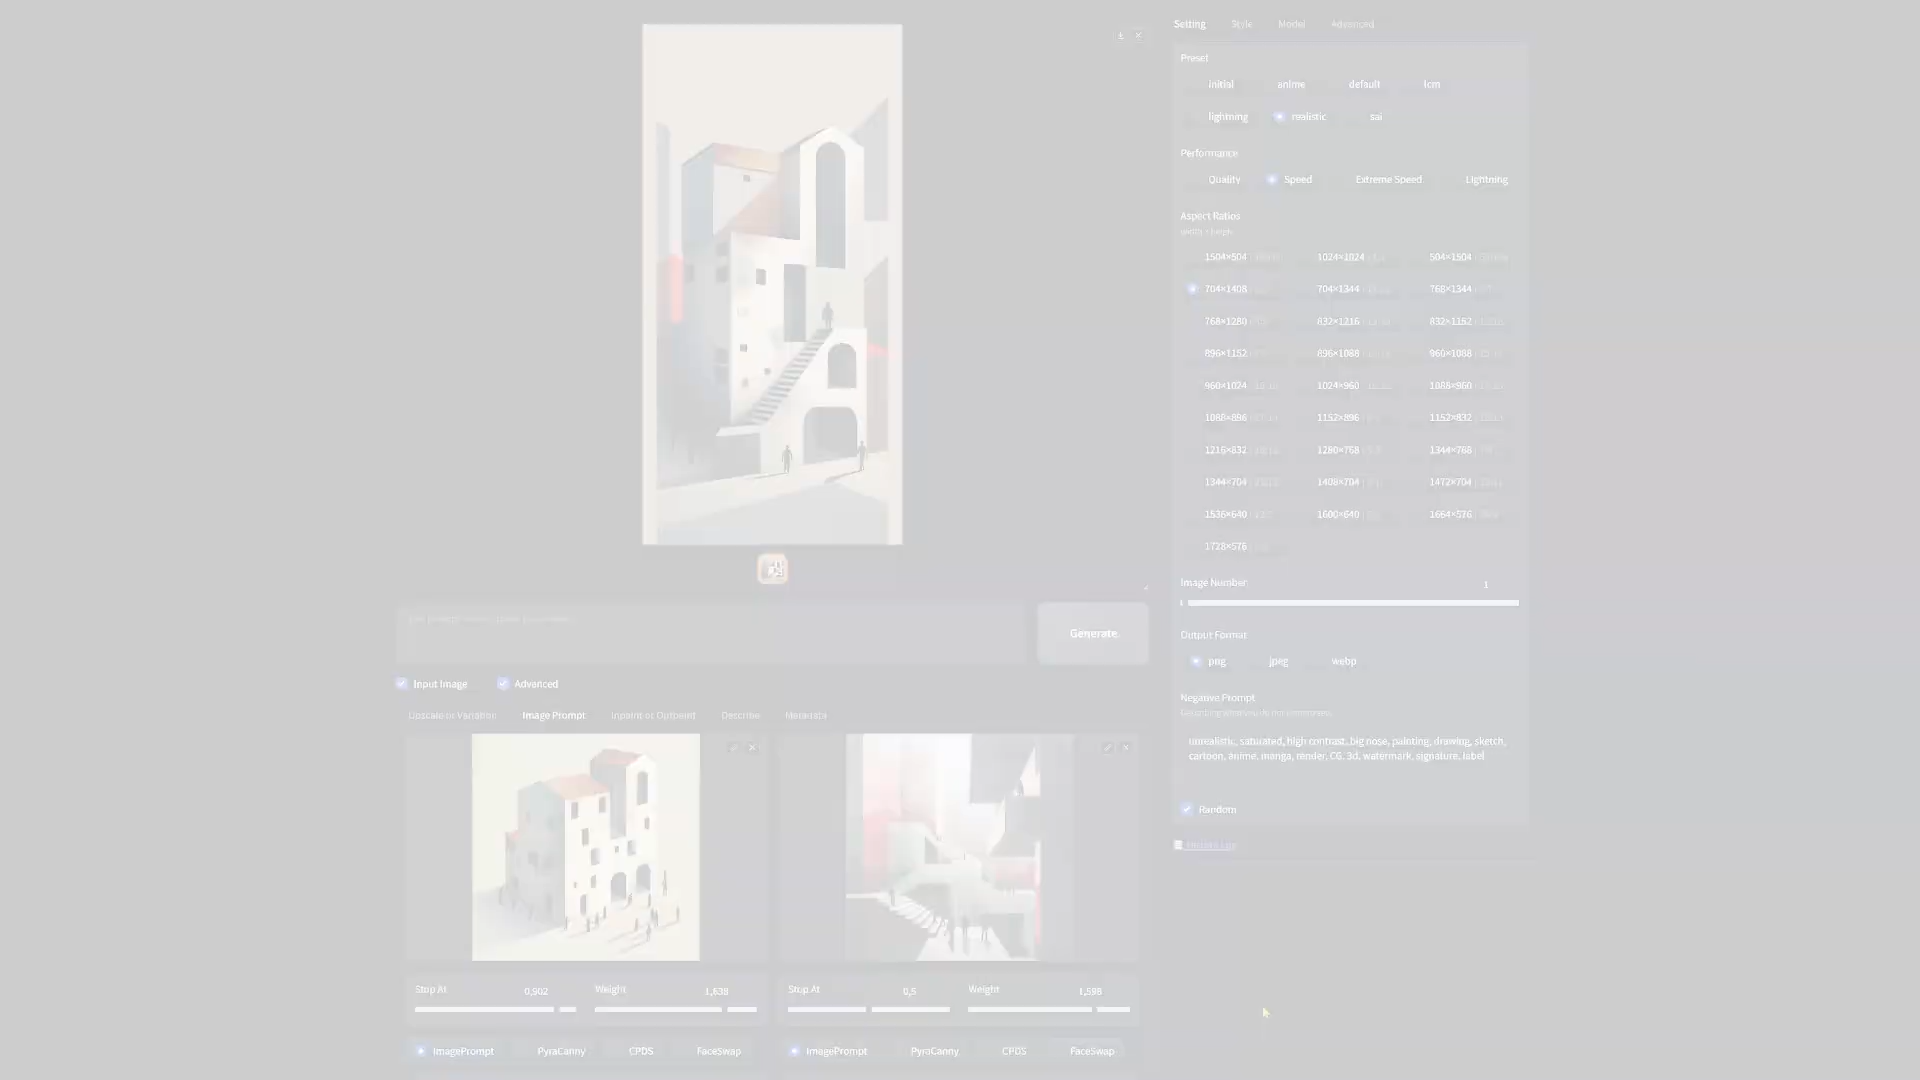 Setting Style Model Advanced
Preset
initial anime default lcm
lightning realistic sai
Performance
Quality Speed Extreme Speed Lightning
Aspect Ratios
1504×504 1024×1024 504×1504
704×1408 704×1344 768×1344
768×1280 832×1216 832×1152
896×1152 896×1088 960×1088
960×1024 1024×960 1088×960
1088×896 1152×896 1152×832
1216×832 1280×768 1344×768
1344×704 1408×704 1472×704
1536×640 1600×640 1664×576
1728×576
Image Number 1
Output Format
png jpeg webp
Negative Prompt
unrealistic, saturated, high contrast, big nose, painting, drawing, sketch,
cartoon, anime, manga, render, CG, 3d, watermark, signature, label
Random
Generate
Input Image Advanced
Upscale or Variation Image Prompt Inpaint or Outpaint Describe Metadata
Stop At 0,902 Weight 1,538 Stop At 0,5 Weight 1,598
ImagePrompt PyraCanny CPDS FaceSwap ImagePrompt PyraCanny CPDS FaceSwap